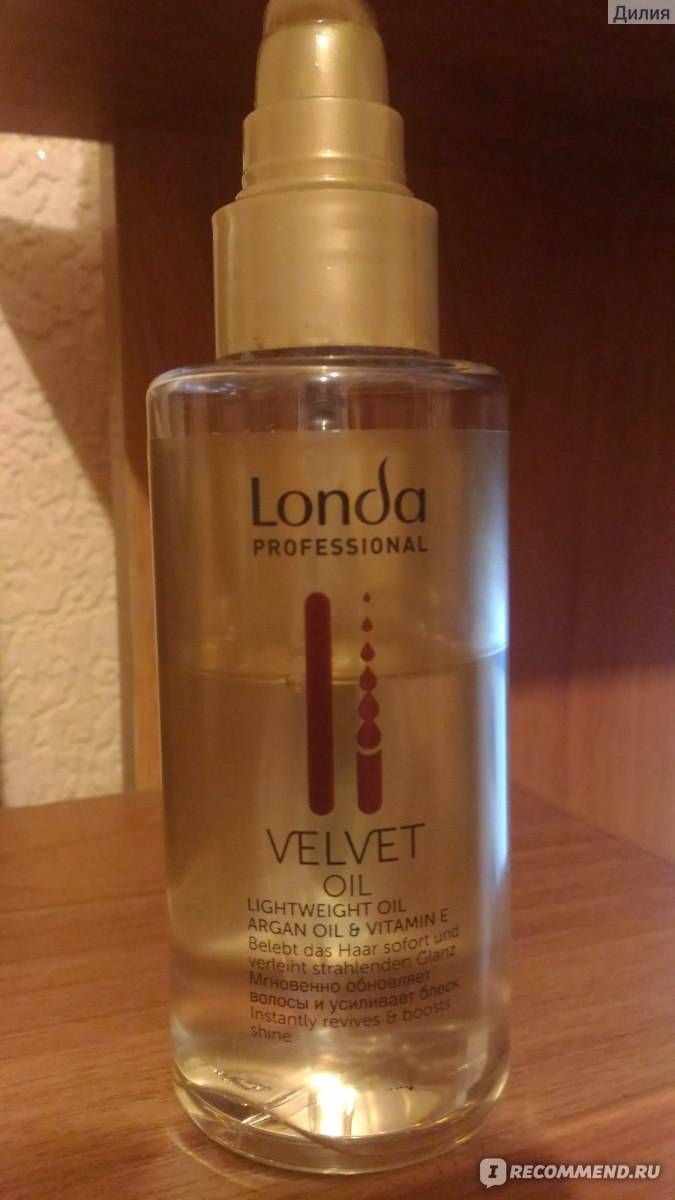 Дилия
Londa
PROFESSIONAL
VELVET
OIL
LIGHTWEIGHT OIL
ARGAN OIL & VITAMIN E
Belebt das Haar sofort und
verleiht strahlenden Glanz
Мгновенно обновляет
волосы и усиливает блеск
Instantly revives & boosts
shine
IRECOMMEND.RU